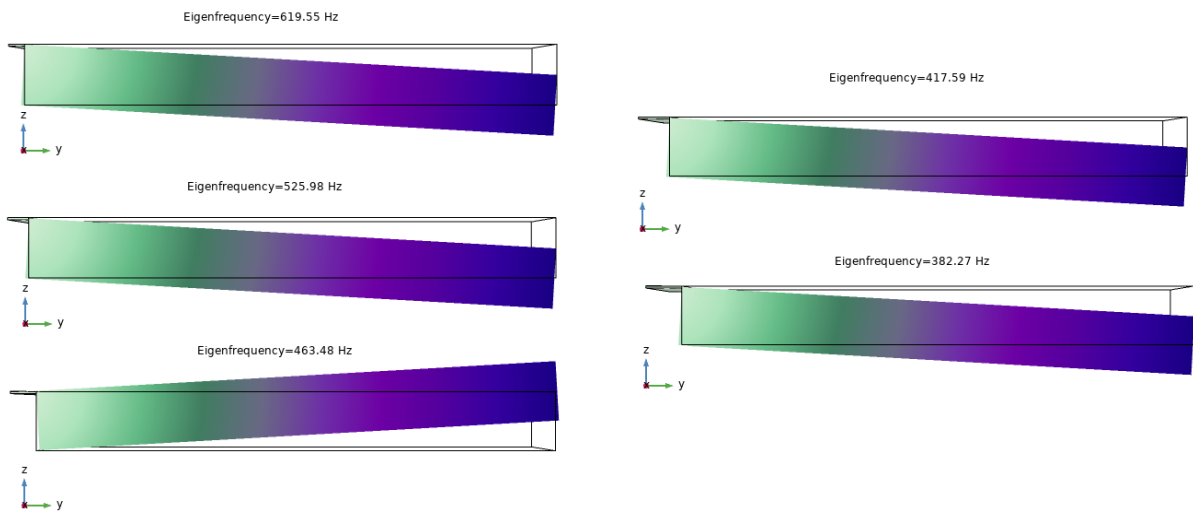 Eigenfrequency=619.55 Hz
z
y
x
Eigenfrequency=525.98 Hz
z
y
x
Eigenfrequency=463.48 Hz
z
y
x
Eigenfrequency=417.59 Hz
z
y
x
Eigenfrequency=382.27 Hz
z
y
x